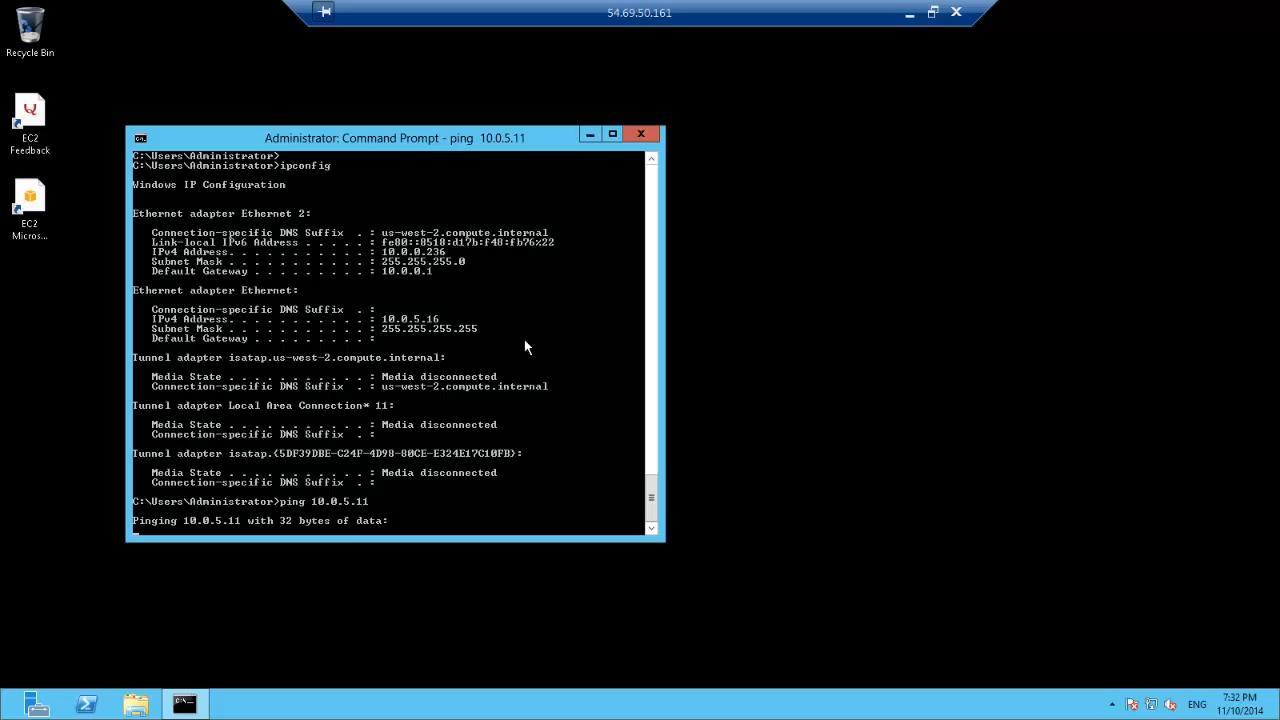 54.69.50.161
Recycle Bin
EC2
Feedback
EC2
Micros...
Administrator: Command Prompt - ping 10.0.5.11
C:\Users\Administrator>
C:\Users\Administrator>ipconfig
Windows IP Configuration
Ethernet adapter Ethernet 2:
Connection-specific DNS Suffix . : us-west-2.compute.internal
Link-local IPv6 Address . . . . . : fe80::8518:d17b:f48:fb76%22
IPv4 Address. . . . . . . . . . . : 10.0.0.236
Subnet Mask . . . . . . . . . . . : 255.255.255.0
Default Gateway . . . . . . . . . : 10.0.0.1
Ethernet adapter Ethernet:
Connection-specific DNS Suffix . :
IPv4 Address. . . . . . . . . . . : 10.0.5.16
Subnet Mask . . . . . . . . . . . : 255.255.255.255
Default Gateway . . . . . . . . . :
Tunnel adapter isatap.us-west-2.compute.internal:
Media State . . . . . . . . . . . : Media disconnected
Connection-specific DNS Suffix . : us-west-2.compute.internal
Tunnel adapter Local Area Connection* 11:
Media State . . . . . . . . . . . : Media disconnected
Connection-specific DNS Suffix . :
Tunnel adapter isatap.{5DF39DBE-C24F-4D98-80CE-E324E17C10FB}:
Media State . . . . . . . . . . . : Media disconnected
Connection-specific DNS Suffix . :
C:\Users\Administrator>ping 10.0.5.11
Pinging 10.0.5.11 with 32 bytes of data:
ENG
7:32 PM
11/10/2014